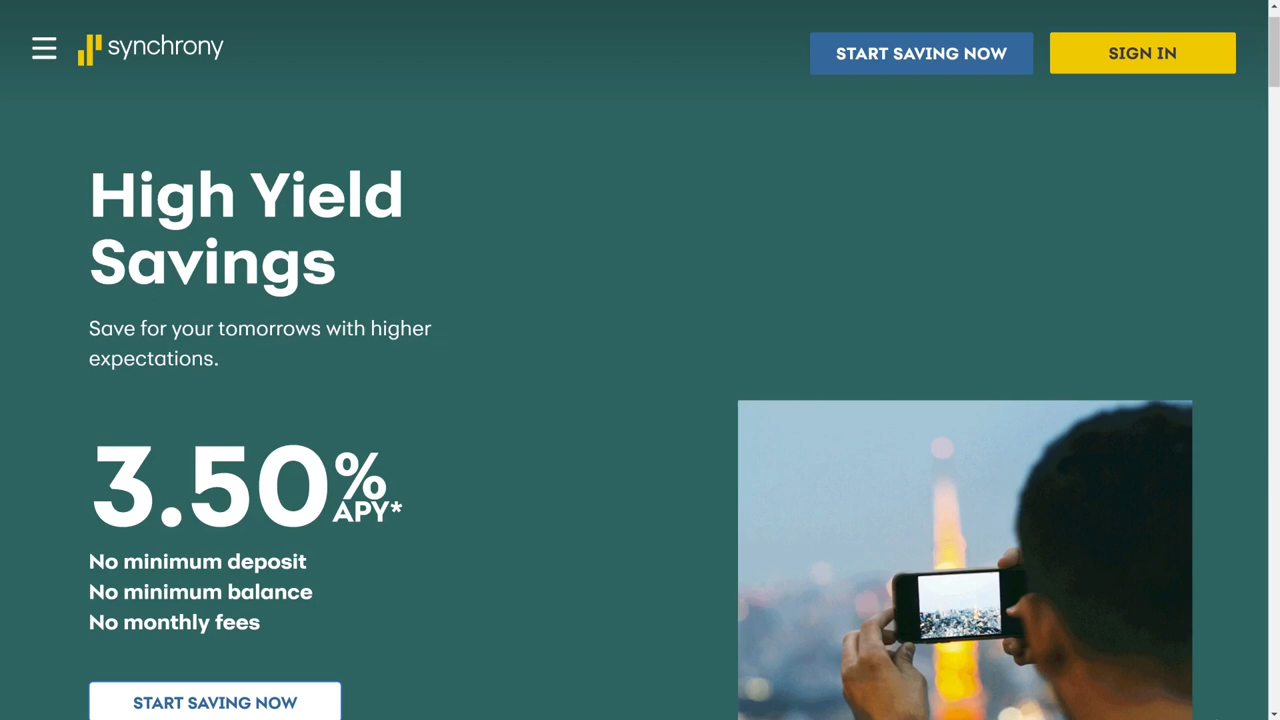 synchrony
START SAVING NOW
SIGN IN
High Yield
Savings
Save for your tomorrows with higher
expectations.
3.50%
APY*
No minimum deposit
No minimum balance
No monthly fees
START SAVING NOW